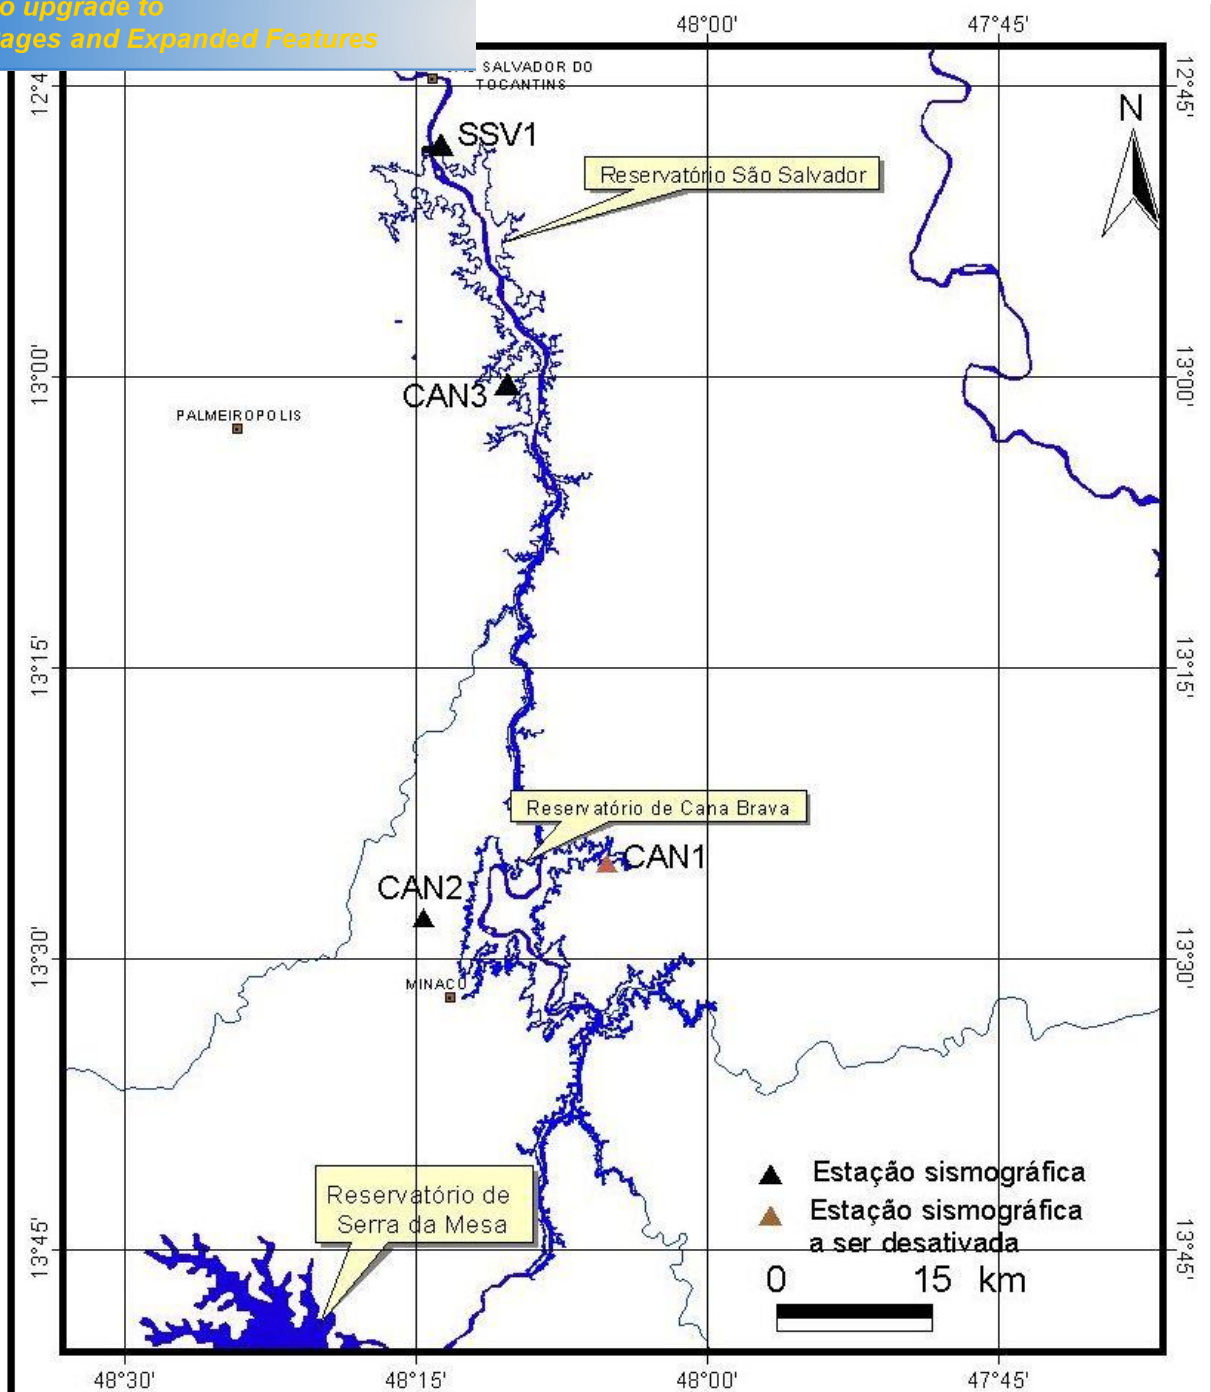 o upgrade to
ages and Expanded Features
48°00'
47°45'
SALVADOR DO
TOCANTINS
12°4
12°45'
N
SSV1
Reservatório São Salvador
13°00'
13°00'
CAN3
PALMEIROPOLIS
13°15'
13°15'
Reservatório de Cana Brava
CAN1
CAN2
13°30'
13°30'
MINAÇU
Estação sismográfica
Reservatório de
Serra da Mesa
Estação sismográfica
a ser desativada
13°45'
13°45'
0 15 km
48°30'
48°15'
48°00'
47°45'